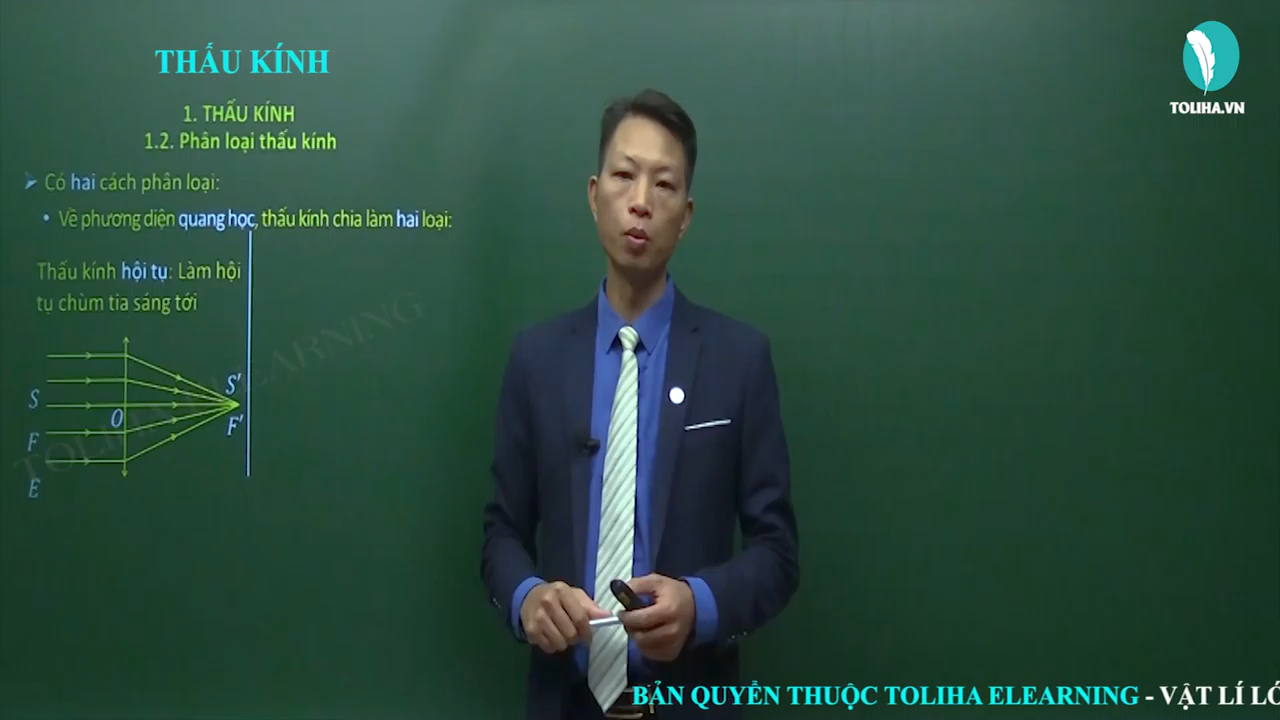 THẤU KÍNH
TOLIHA.VN
1. THẤU KÍNH
1.2. Phân loại thấu kính
Có hai cách phân loại:
• Về phương diện quang học, thấu kính chia làm hai loại:
Thấu kính hội tụ: Làm hội
tụ chùm tia sáng tới
S
S'
O
F
F'
E
BẢN QUYỀN THUỘC TOLIHA ELEARNING - VẬT LÍ LỚ